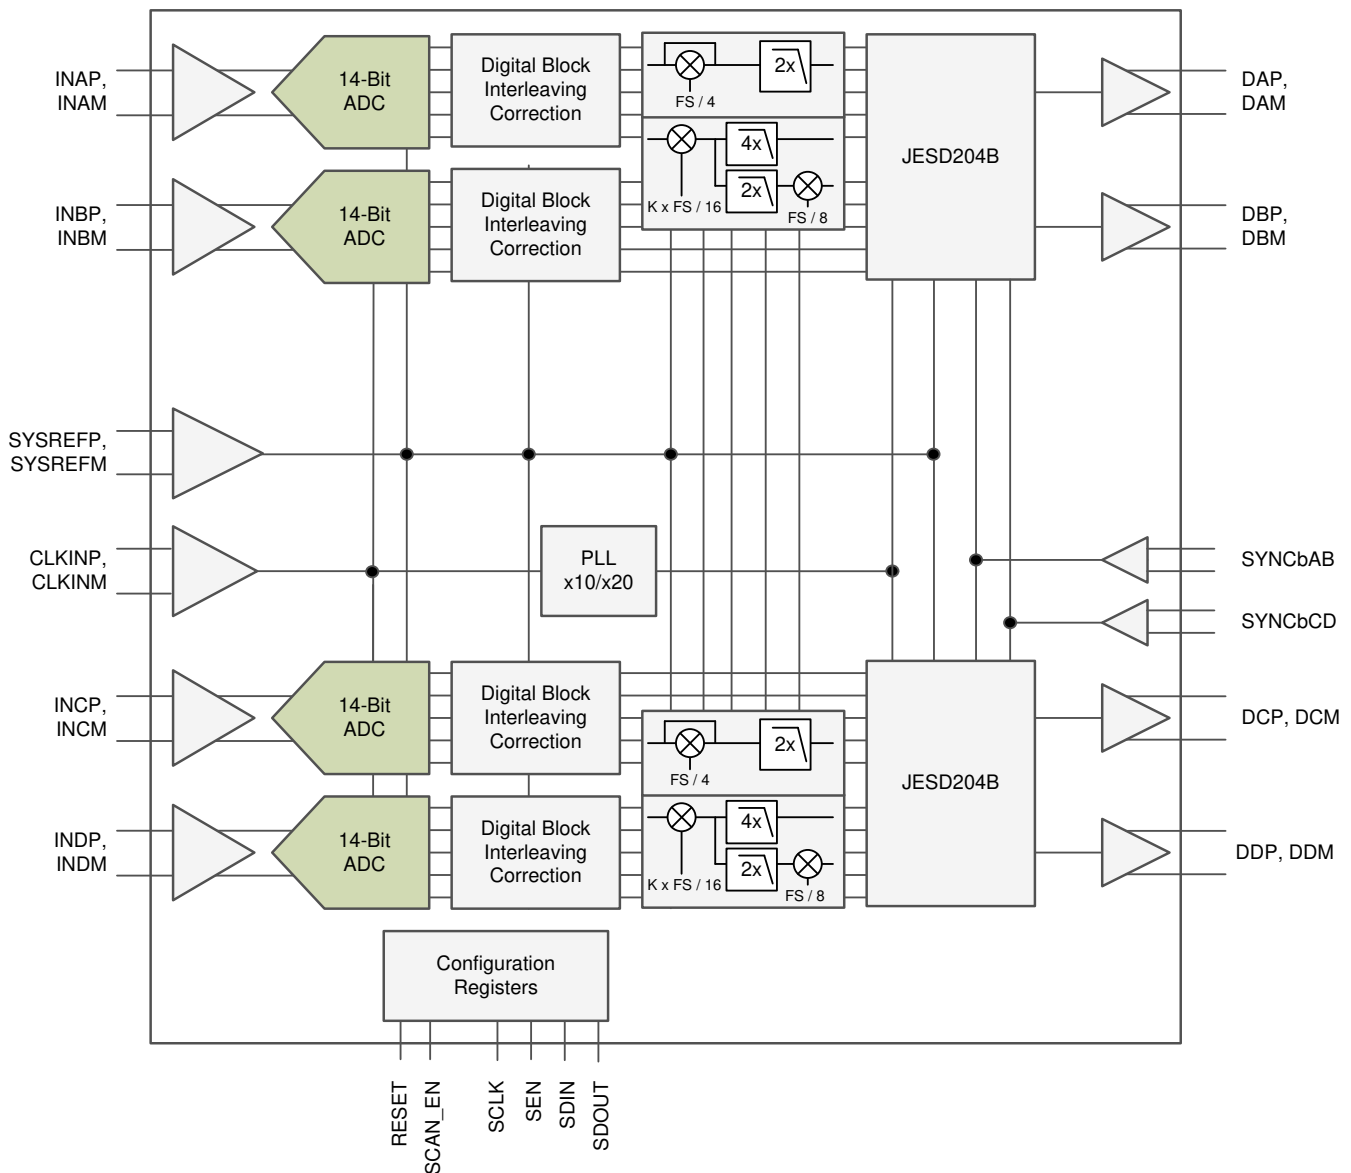 INAP,
INAM
14-Bit
ADC
Digital Block
Interleaving
Correction
2x
FS / 4
4x
2x
K x FS / 16
FS / 8
JESD204B
DAP,
DAM
INBP,
INBM
14-Bit
ADC
Digital Block
Interleaving
Correction
DBP,
DBM
SYSREFP,
SYSREFM
CLKINP,
CLKINM
PLL
x10/x20
SYNCbAB
SYNCbCD
INCP,
INCM
14-Bit
ADC
Digital Block
Interleaving
Correction
2x
FS / 4
4x
2x
K x FS / 16
FS / 8
JESD204B
DCP, DCM
INDP,
INDM
14-Bit
ADC
Digital Block
Interleaving
Correction
DDP, DDM
Configuration
Registers
RESET
SCAN_EN
SCLK
SEN
SDIN
SDOUT